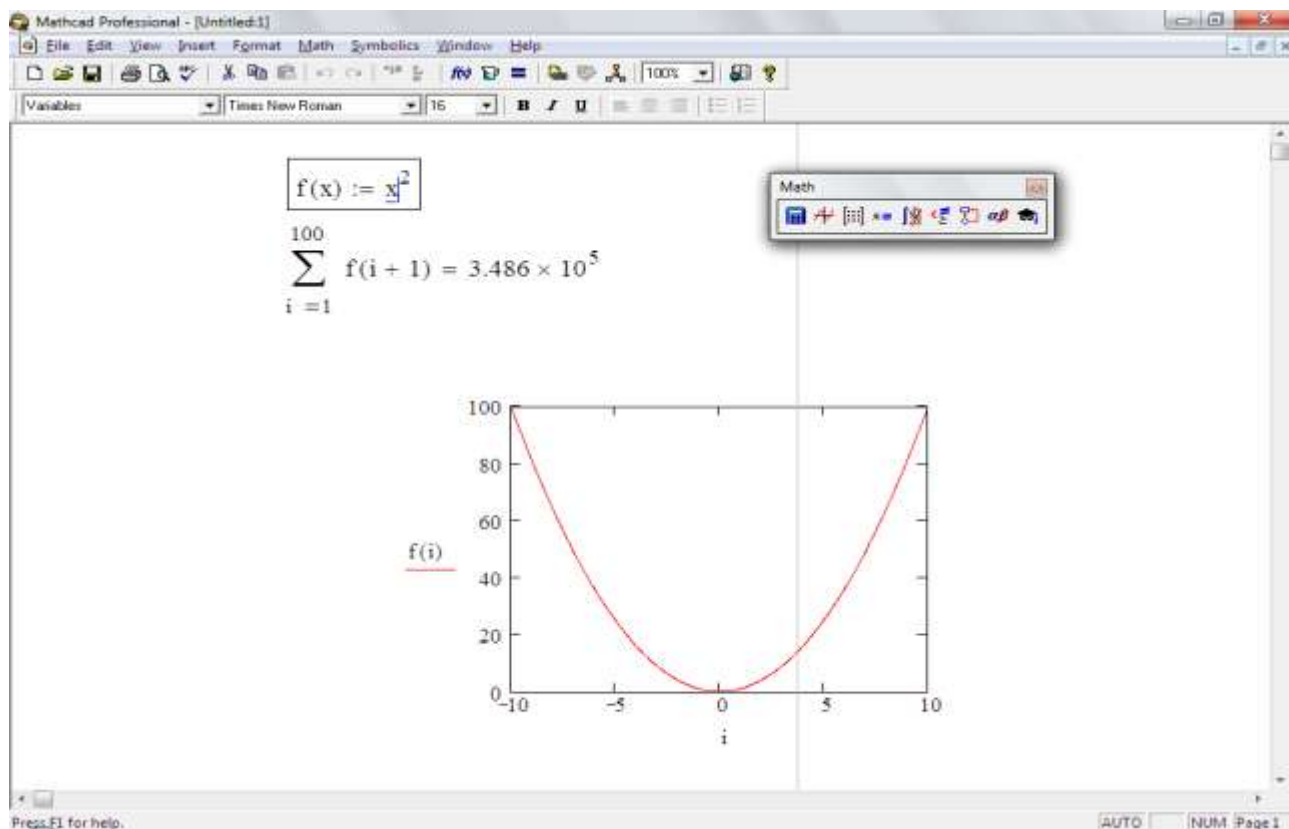 Mathcad Professional - [Untitled:1]
File Edit View Insert Format Math Symbolics Window Help
100%
Variables Times New Roman 16 B I U
f(x) := x²
Math
αβ
100
∑ f(i + 1) = 3.486 × 10⁵
i =1
100
80
60
f(i)
40
20
0
-10 -5 0 5 10
i
Press F1 for help. AUTO NUM Page 1